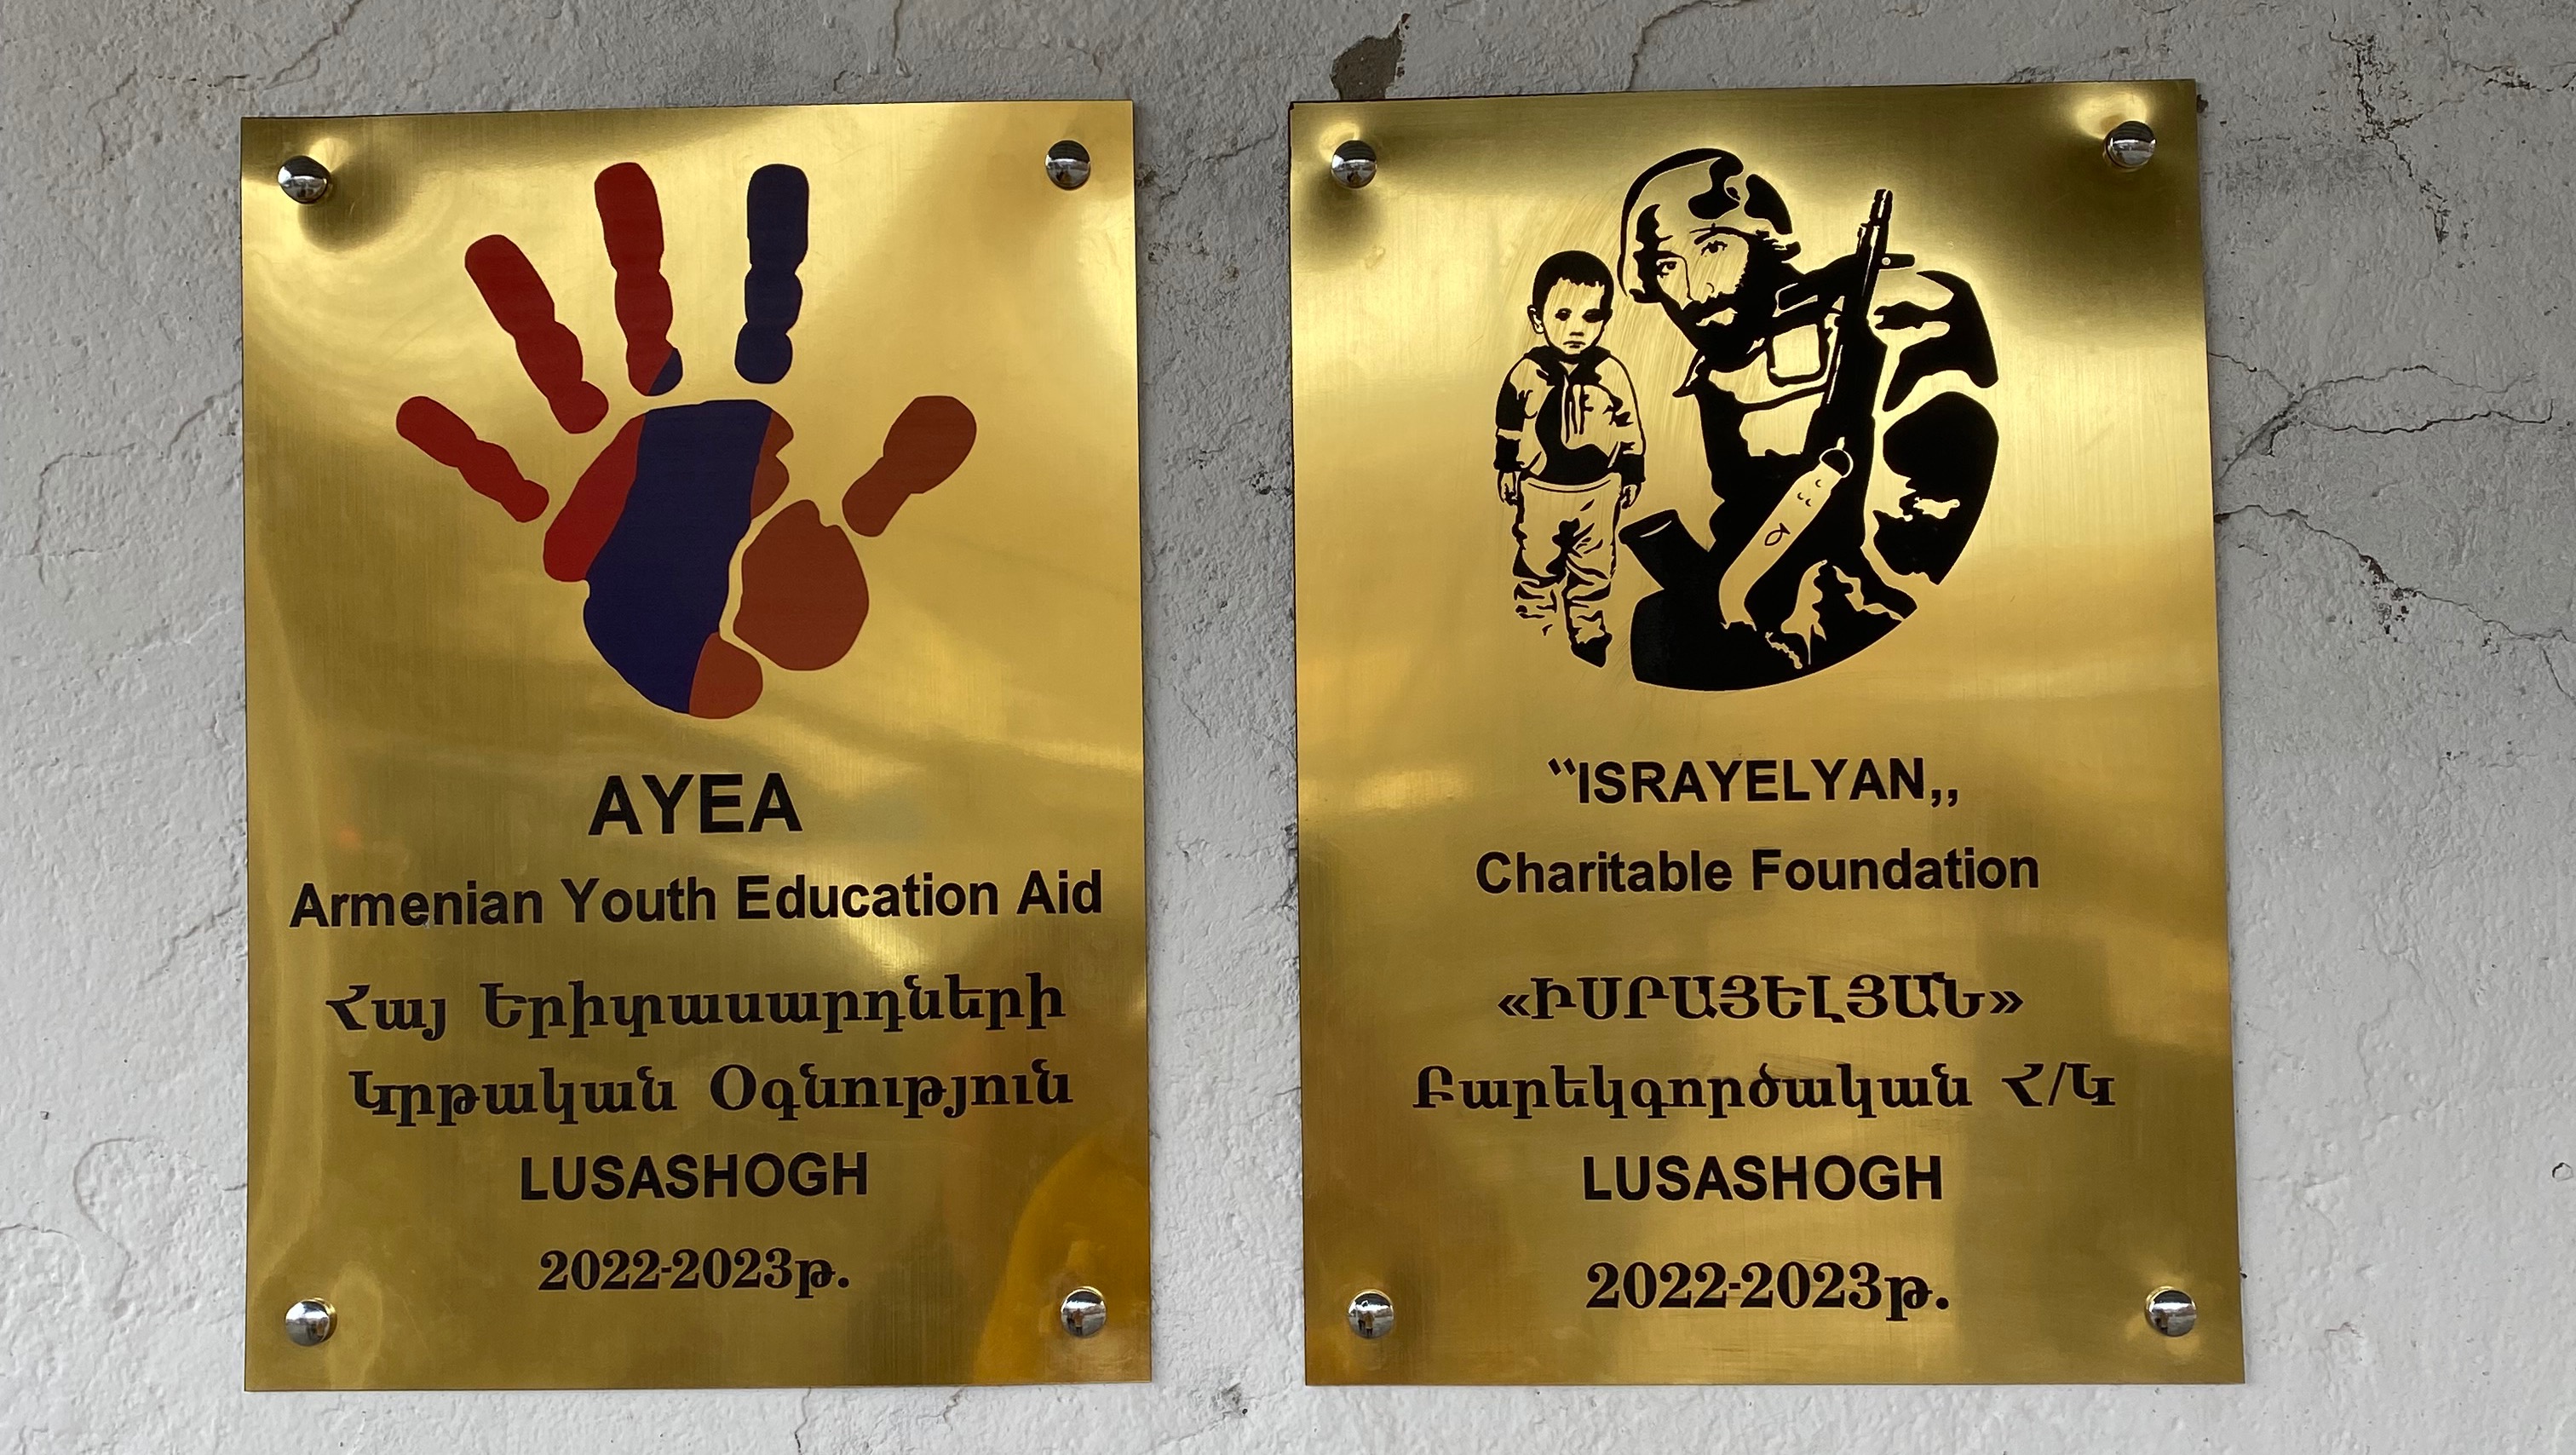 AYEA
Armenian Youth Education Aid
Հայ Երիտասարդների
Կրթական Օգնություն
LUSASHOGH
2022-2023թ.
‶ISRAYELYAN,,
Charitable Foundation
«ԻՍՐԱՅԵԼՅԱՆ»
Բարեկգործական Հ/Կ
LUSASHOGH
2022-2023թ.